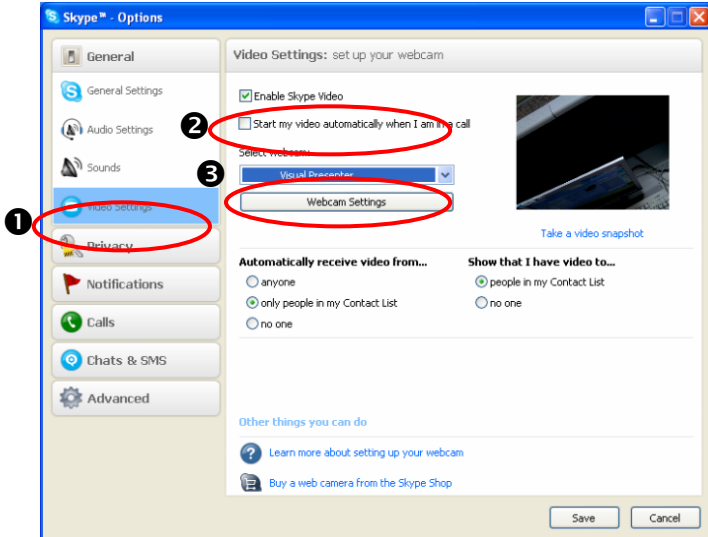 Skype™ - Options
General
General Settings
Audio Settings
Sounds
Video Settings
Privacy
Notifications
Calls
Chats & SMS
Advanced
Video Settings: set up your webcam
Enable Skype Video
❷
Start my video automatically when I am in a call
Select webcam:
❸
Visual Presenter
Webcam Settings
❶
Take a video snapshot
Automatically receive video from...
anyone
only people in my Contact List
no one
Show that I have video to...
people in my Contact List
no one
Other things you can do
Learn more about setting up your webcam
Buy a web camera from the Skype Shop
Save
Cancel